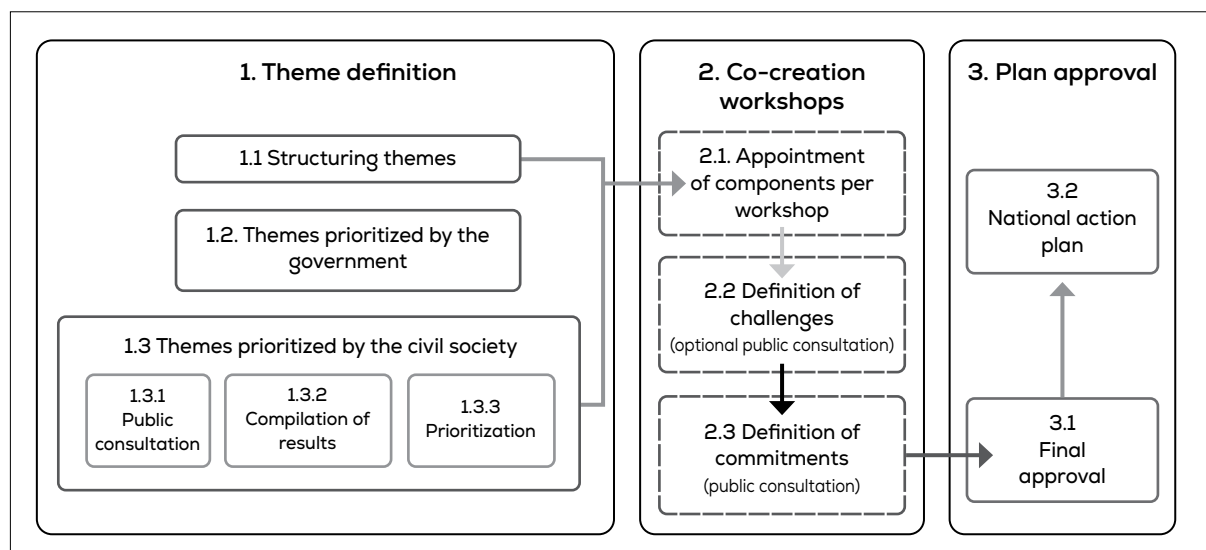 1. Theme definition
1.1 Structuring themes
1.2. Themes prioritized by the
government
1.3 Themes prioritized by the civil society
1.3.1
Public
consultation
1.3.2
Compilation of
results
1.3.3
Prioritization
2. Co-creation
workshops
2.1. Appointment
of components per
workshop
2.2 Definition of
challenges
(optional public consultation)
2.3 Definition of
commitments
(public consultation)
3. Plan approval
3.2
National action
plan
3.1
Final
approval